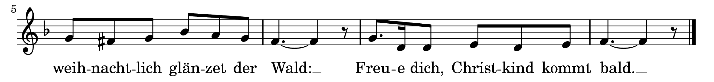 5
weih-nacht-lich glän-zet der Wald: Freu-e dich, Christ-kind kommt bald.